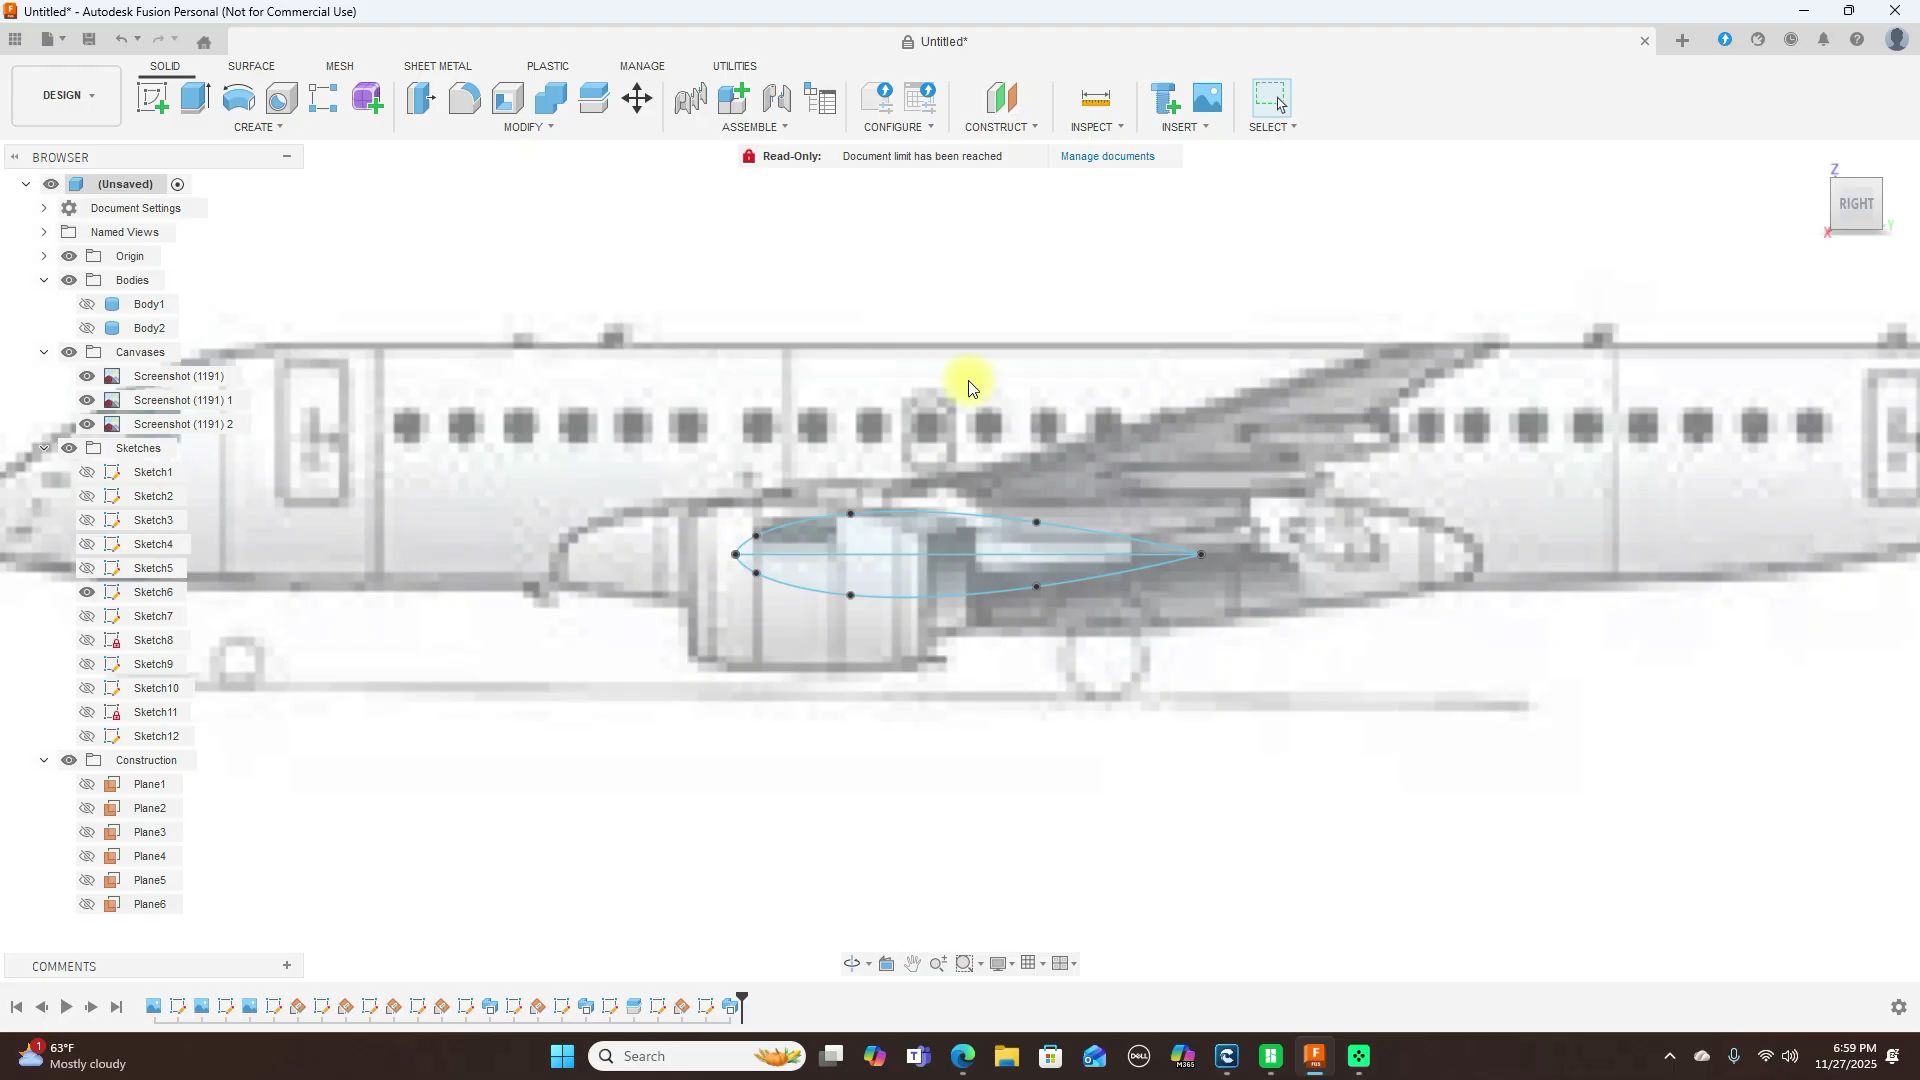 Untitled* - Autodesk Fusion Personal (Not for Commercial Use)
Untitled*
DESIGN
SOLID
SURFACE
MESH
SHEET METAL
PLASTIC
MANAGE
UTILITIES
CREATE
MODIFY
ASSEMBLE
CONFIGURE
CONSTRUCT
INSPECT
INSERT
SELECT
BROWSER
Read-Only: Document limit has been reached Manage documents
(Unsaved)
Document Settings
Named Views
Origin
Bodies
Body1
Body2
Canvases
Screenshot (1191)
Screenshot (1191) 1
Screenshot (1191) 2
Sketches
Sketch1
Sketch2
Sketch3
Sketch4
Sketch5
Sketch6
Sketch7
Sketch8
Sketch9
Sketch10
Sketch11
Sketch12
Construction
Plane1
Plane2
Plane3
Plane4
Plane5
Plane6
Z
RIGHT
X
Y
COMMENTS
1
63°F
Mostly cloudy
Search
DELL
M365
FUS
6:59 PM
11/27/2025